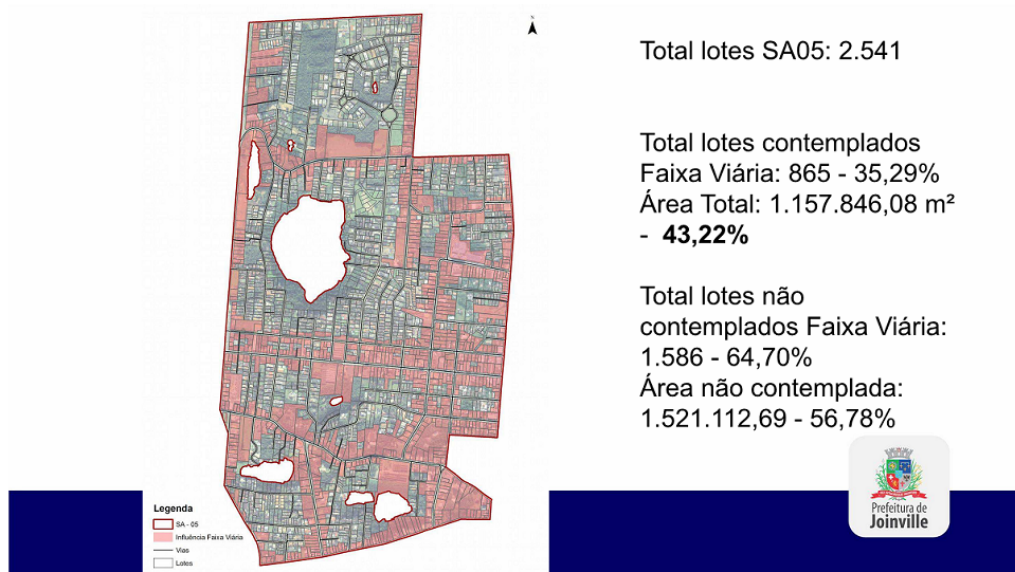 Total lotes SA05: 2.541
Total lotes contemplados
Faixa Viária: 865 - 35,29%
Área Total: 1.157.846,08 m²
- 43,22%
Total lotes não
contemplados Faixa Viária:
1.586 - 64,70%
Área não contemplada:
1.521.112,69 - 56,78%
Legenda
SA - 05
Influência Faixa Viária
Vias
Lotes
Prefeitura de
Joinville